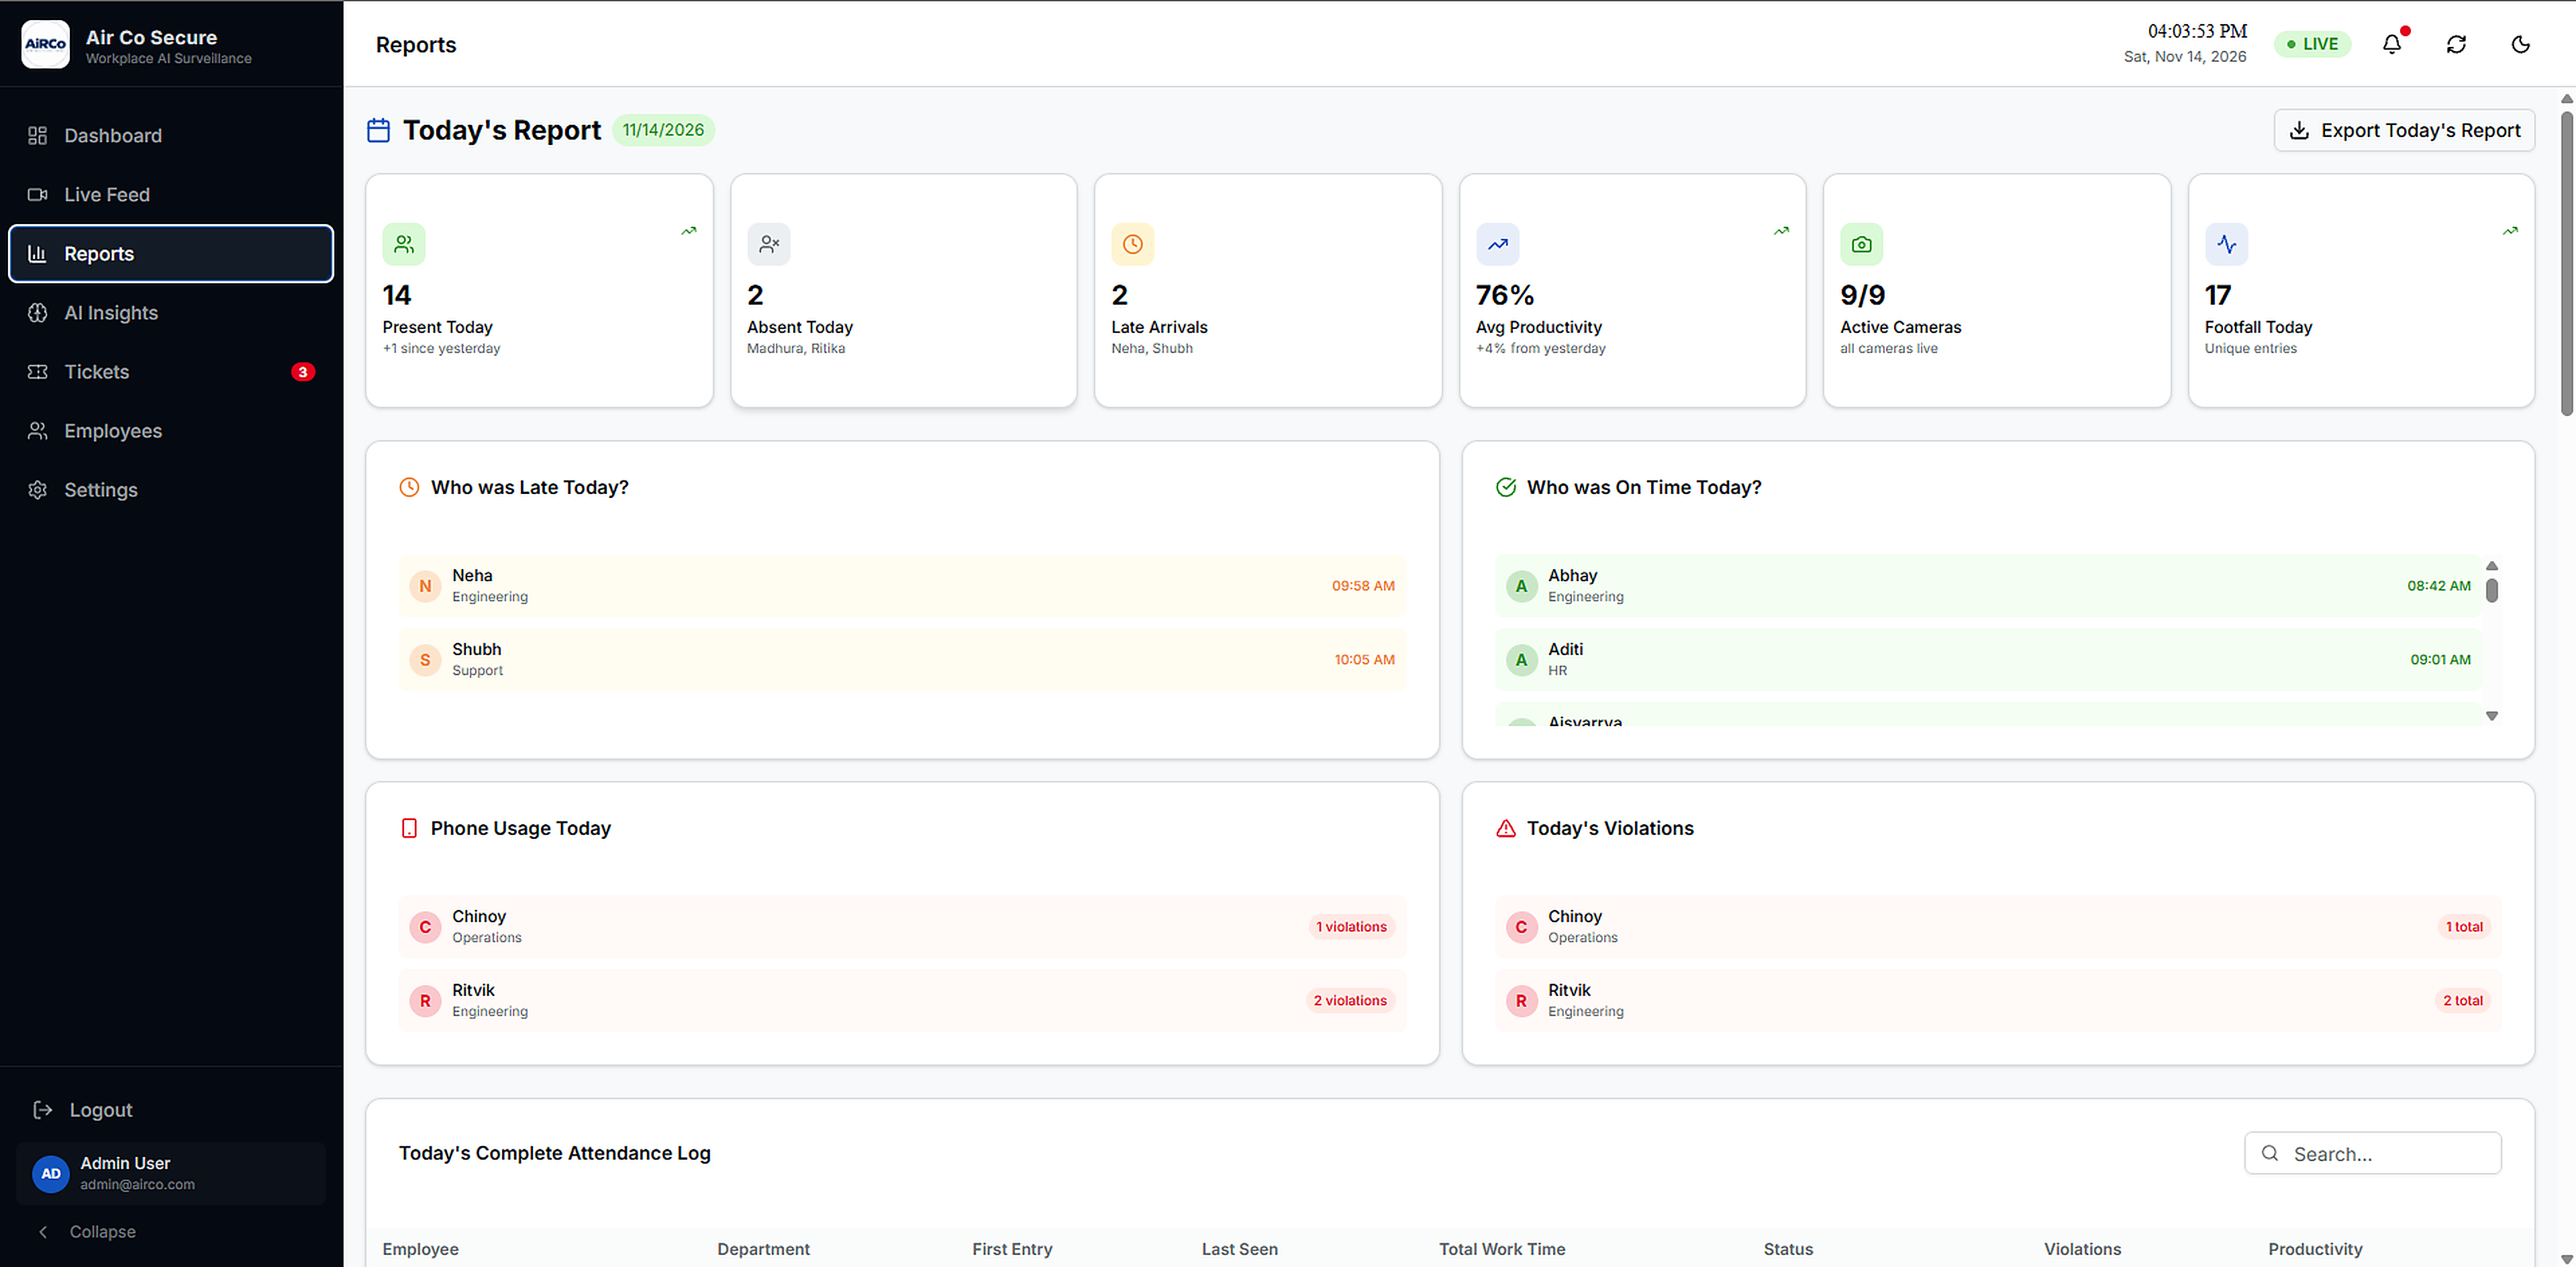 AiRCo
Air Co Secure
Workplace AI Surveillance
Dashboard
Live Feed
Reports
AI Insights
Tickets
3
Employees
Settings
Logout
AD
Admin User
admin@airco.com
Collapse
Reports
04:03:53 PM
Sat, Nov 14, 2026
LIVE
Today's Report
11/14/2026
Export Today's Report
14
Present Today
+1 since yesterday
2
Absent Today
Madhura, Ritika
2
Late Arrivals
Neha, Shubh
76%
Avg Productivity
+4% from yesterday
9/9
Active Cameras
all cameras live
17
Footfall Today
Unique entries
Who was Late Today?
N
Neha
Engineering
09:58 AM
S
Shubh
Support
10:05 AM
Who was On Time Today?
A
Abhay
Engineering
08:42 AM
A
Aditi
HR
09:01 AM
Aisvarrya
Phone Usage Today
C
Chinoy
Operations
1 violations
R
Ritvik
Engineering
2 violations
Today's Violations
C
Chinoy
Operations
1 total
R
Ritvik
Engineering
2 total
Today's Complete Attendance Log
Search...
Employee Department First Entry Last Seen Total Work Time Status Violations Productivity